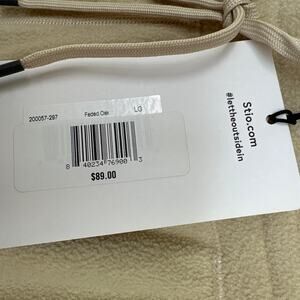 200057-297 Faded Oak LG
8 40234 76900 3
$89.00
Stio.com
#lettheoutsidein